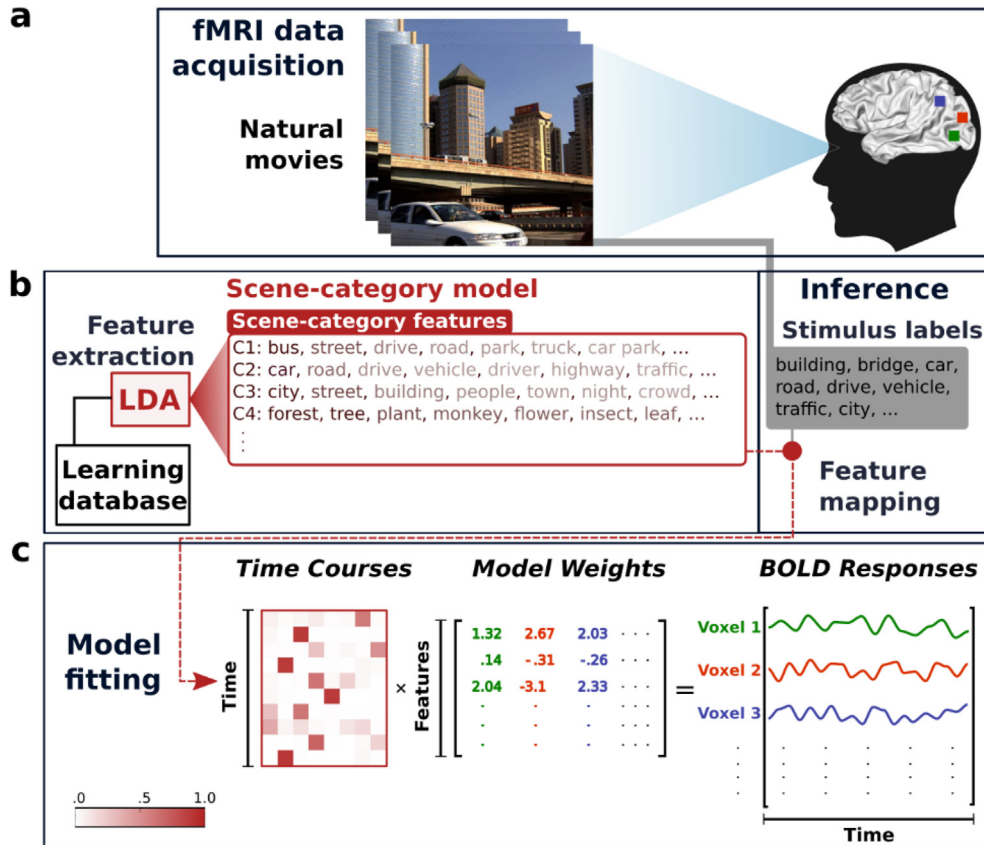 a
fMRI data
acquisition
Natural
movies
b
Scene-category model
Feature
extraction
Scene-category features
LDA
C1: bus, street, drive, road, park, truck, car park, ...
C2: car, road, drive, vehicle, driver, highway, traffic, ...
C3: city, street, building, people, town, night, crowd, ...
C4: forest, tree, plant, monkey, flower, insect, leaf, ...
Learning
database
Inference
Stimulus labels
building, bridge, car,
road, drive, vehicle,
traffic, city, ...
Feature
mapping
c
Model
fitting
Time Courses
Time
×
Model Weights
Features
1.32 2.67 2.03 · · ·
.14 -.31 -.26 · · ·
2.04 -3.1 2.33 · · ·
=
BOLD Responses
Voxel 1
Voxel 2
Voxel 3
Time
.0 .5 1.0